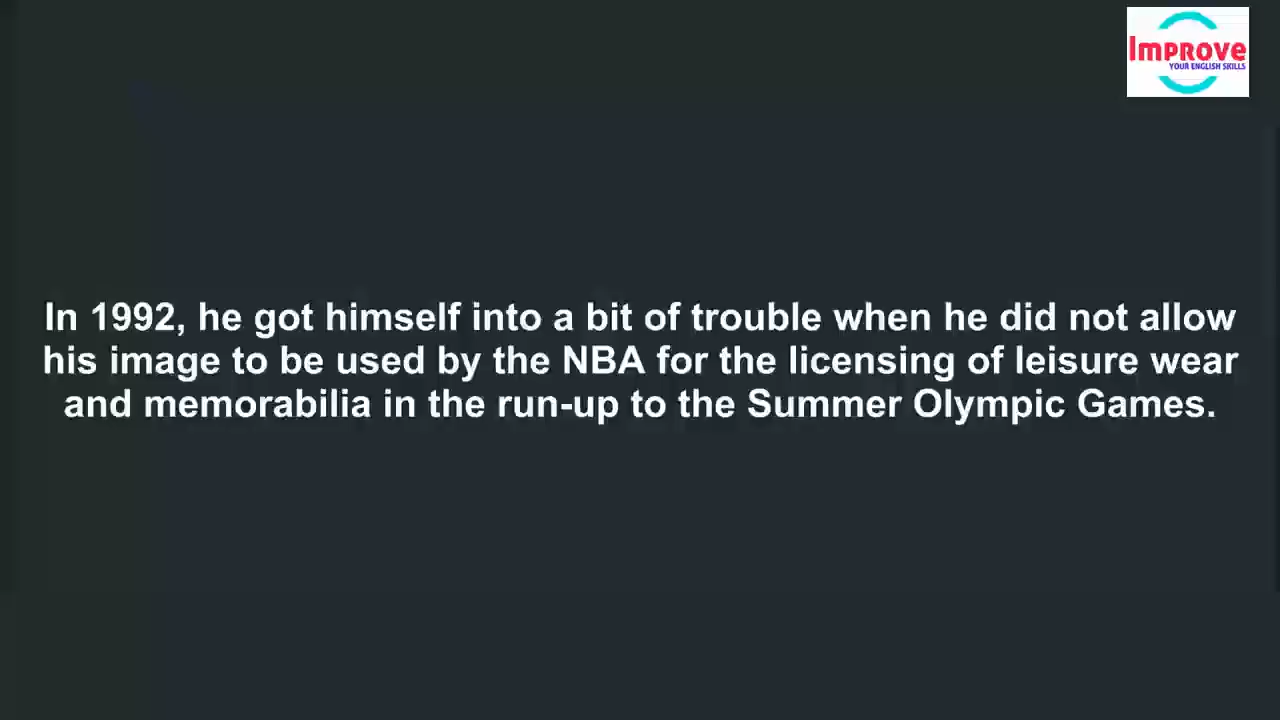 Improve
YOUR ENGLISH SKILLS
In 1992, he got himself into a bit of trouble when he did not allow
his image to be used by the NBA for the licensing of leisure wear
and memorabilia in the run-up to the Summer Olympic Games.